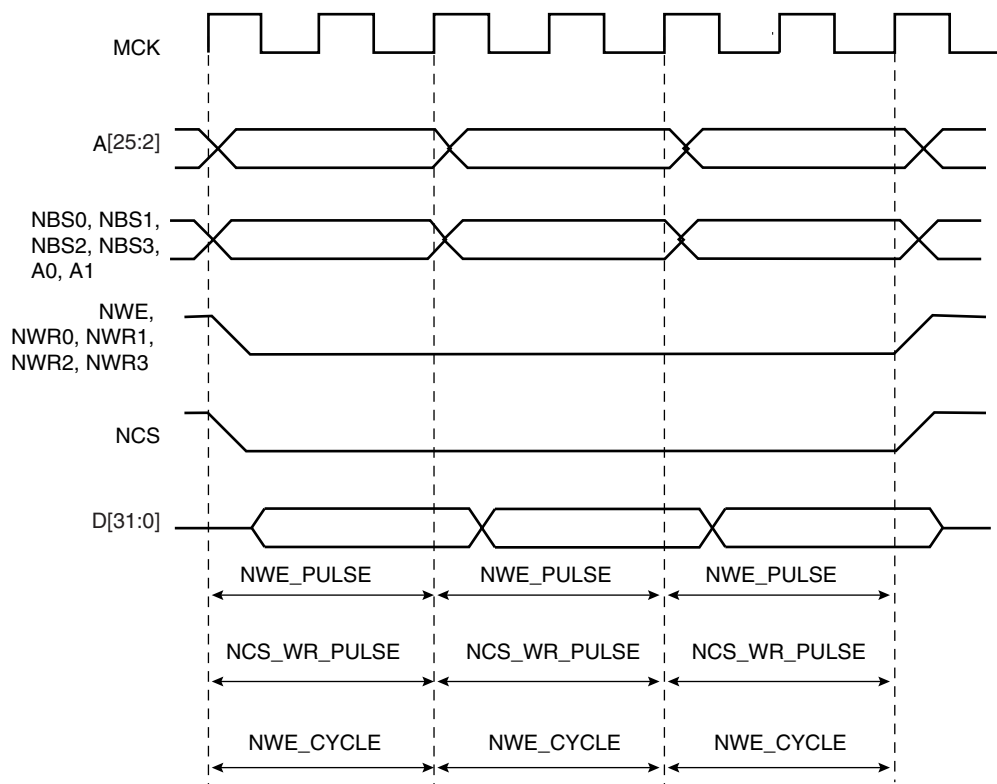 MCK
A[25:2]
NBS0, NBS1,
NBS2, NBS3,
A0, A1
NWE,
NWR0, NWR1,
NWR2, NWR3
NCS
D[31:0]
NWE_PULSE NWE_PULSE NWE_PULSE
NCS_WR_PULSE NCS_WR_PULSE NCS_WR_PULSE
NWE_CYCLE NWE_CYCLE NWE_CYCLE